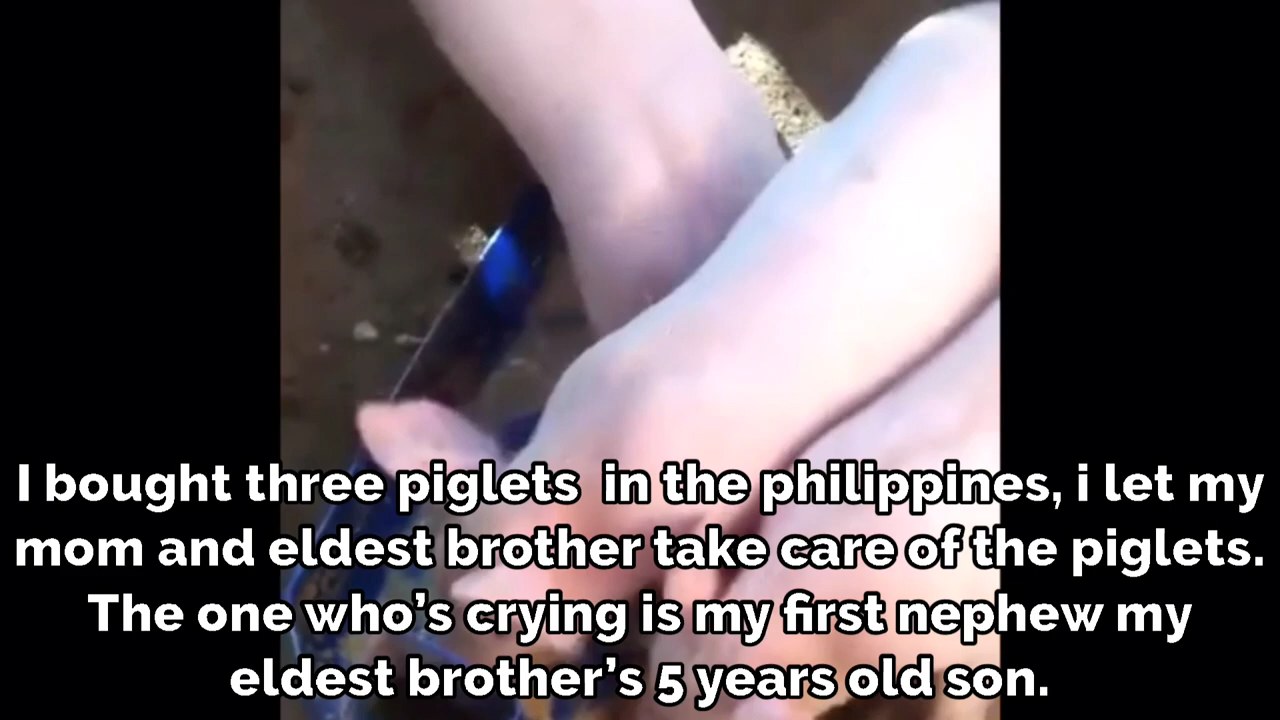 I bought three piglets  in the philippines, i let my
mom and eldest brother take care of the piglets.
The one who’s crying is my first nephew my
eldest brother’s 5 years old son.